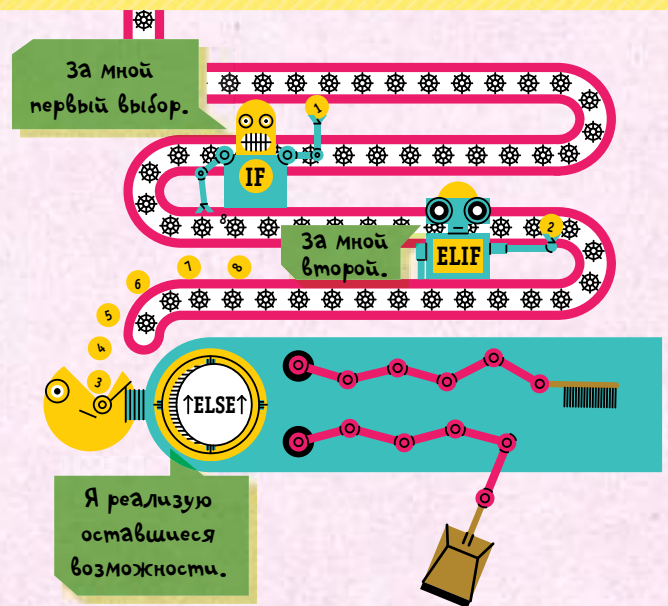 За мной
первый выбор.
1
IF
8
За мной
второй.
2
ELIF
6
7
8
5
4
3
↑ELSE↑
Я реализую
оставшиеся
возможности.